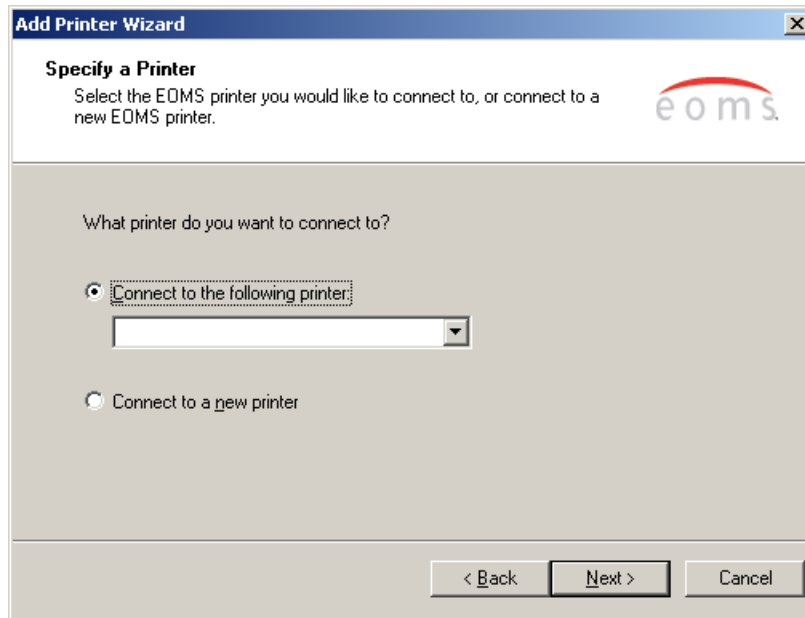 Add Printer Wizard
Specify a Printer
Select the EOMS printer you would like to connect to, or connect to a
new EOMS printer.
eoms
What printer do you want to connect to?
Connect to the following printer:
Connect to a new printer
< Back Next > Cancel